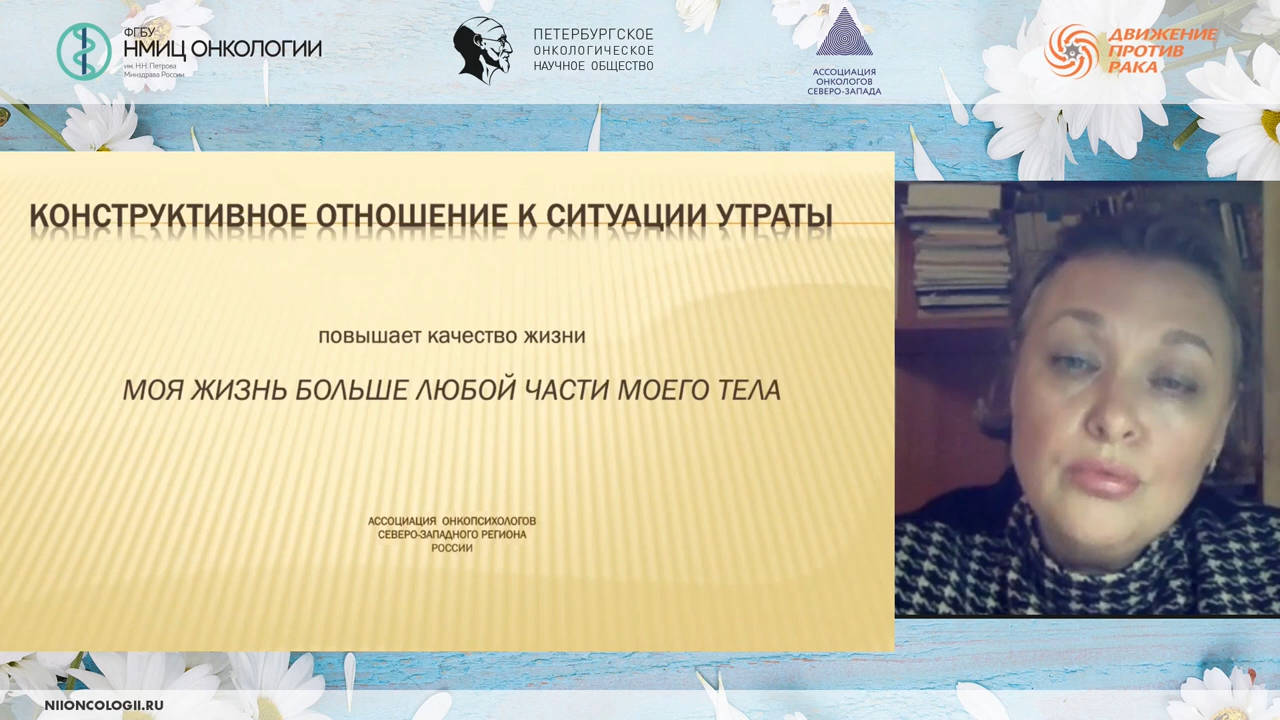 ФГБУ
НМИЦ ОНКОЛОГИИ
им. Н.Н. Петрова
Минздрава России
ПЕТЕРБУРГСКОЕ
ОНКОЛОГИЧЕСКОЕ
НАУЧНОЕ ОБЩЕСТВО
АССОЦИАЦИЯ
ОНКОЛОГОВ
СЕВЕРО-ЗАПАДА
ДВИЖЕНИЕ
ПРОТИВ
РАКА
КОНСТРУКТИВНОЕ ОТНОШЕНИЕ К СИТУАЦИИ УТРАТЫ
повышает качество жизни
МОЯ ЖИЗНЬ БОЛЬШЕ ЛЮБОЙ ЧАСТИ МОЕГО ТЕЛА
АССОЦИАЦИЯ ОНКОПСИХОЛОГОВ
СЕВЕРО-ЗАПАДНОГО РЕГИОНА
РОССИИ
NIIONCOLOGII.RU